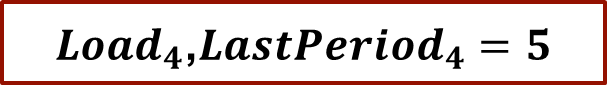 Load₄,LastPeriod₄ = 5